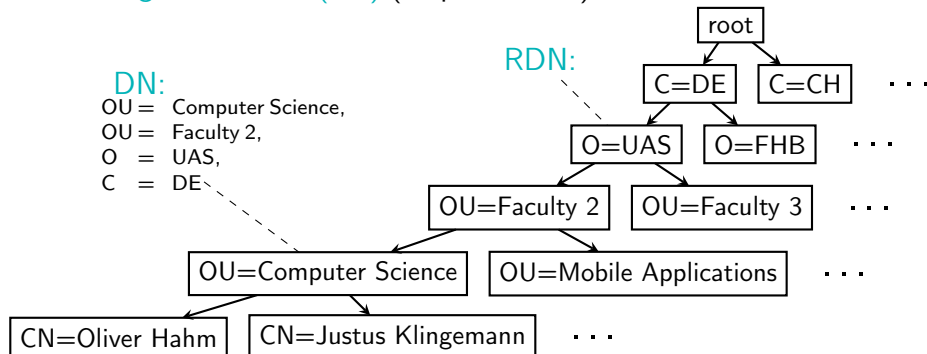 root
RDN:
DN:
C=DE C=CH ...
OU = Computer Science,
OU = Faculty 2,
O = UAS,
C = DE
O=UAS O=FHB ...
OU=Faculty 2 OU=Faculty 3 ...
OU=Computer Science OU=Mobile Applications ...
CN=Oliver Hahm CN=Justus Klingemann ...